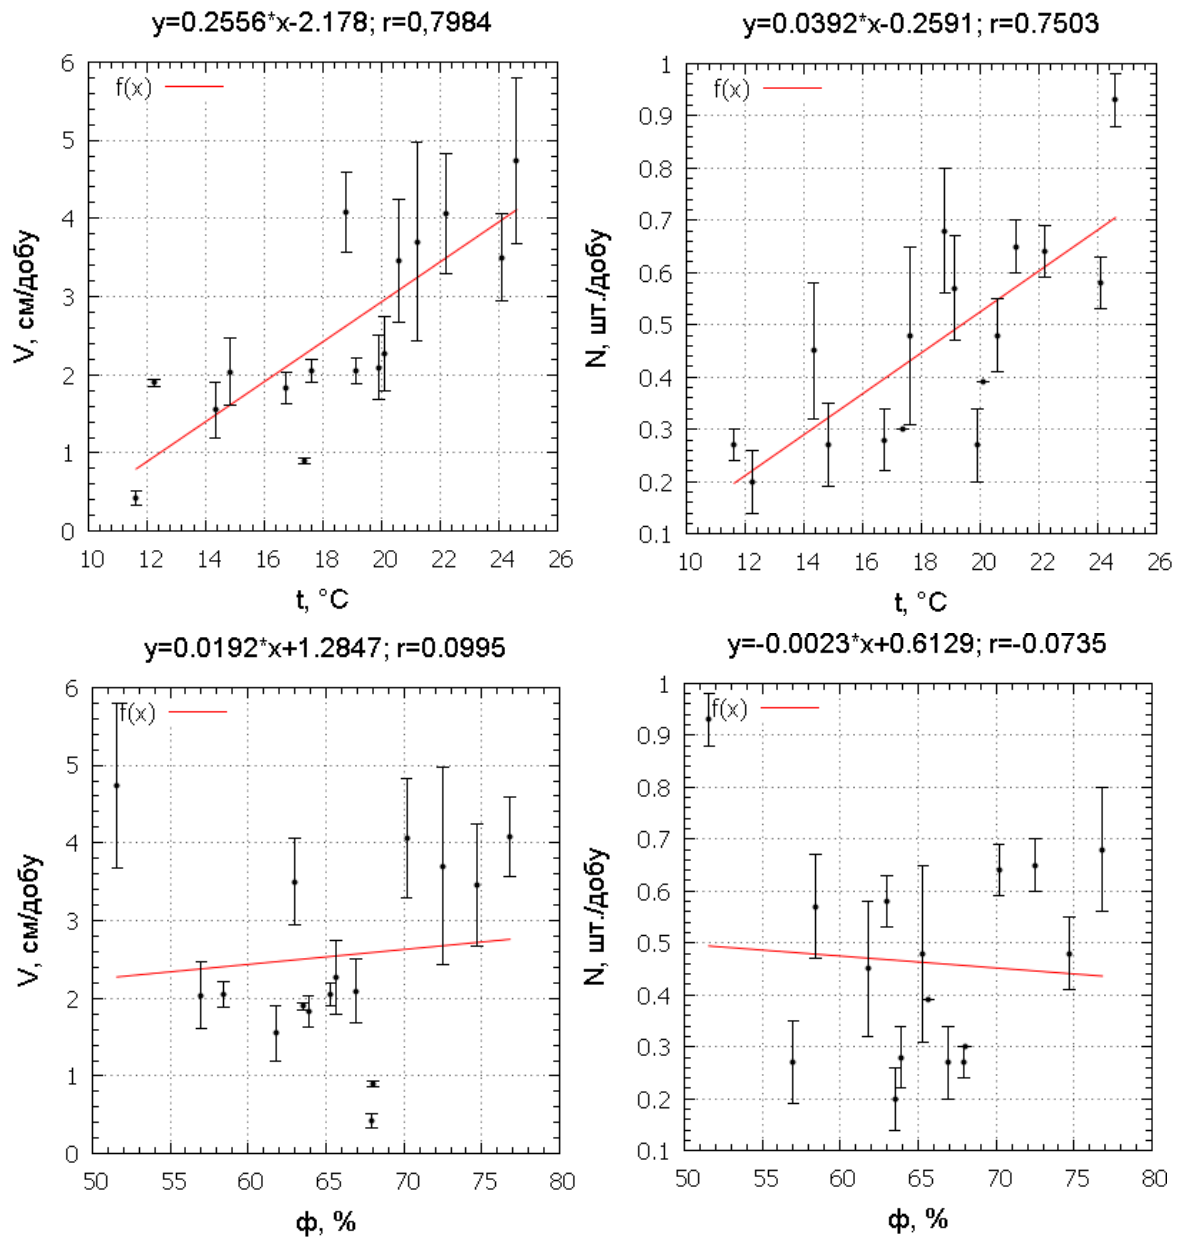 y=0.2556*x-2.178; r=0,7984
f(x)
V, см/добу
6
5
4
3
2
1
0
10 12 14 16 18 20 22 24 26
t, °C
y=0.0392*x-0.2591; r=0.7503
f(x)
N, шт./добу
1
0.9
0.8
0.7
0.6
0.5
0.4
0.3
0.2
0.1
10 12 14 16 18 20 22 24 26
t, °C
y=0.0192*x+1.2847; r=0.0995
f(x)
V, см/добу
6
5
4
3
2
1
0
50 55 60 65 70 75 80
ф, %
y=-0.0023*x+0.6129; r=-0.0735
f(x)
N, шт./добу
1
0.9
0.8
0.7
0.6
0.5
0.4
0.3
0.2
0.1
50 55 60 65 70 75 80
ф, %